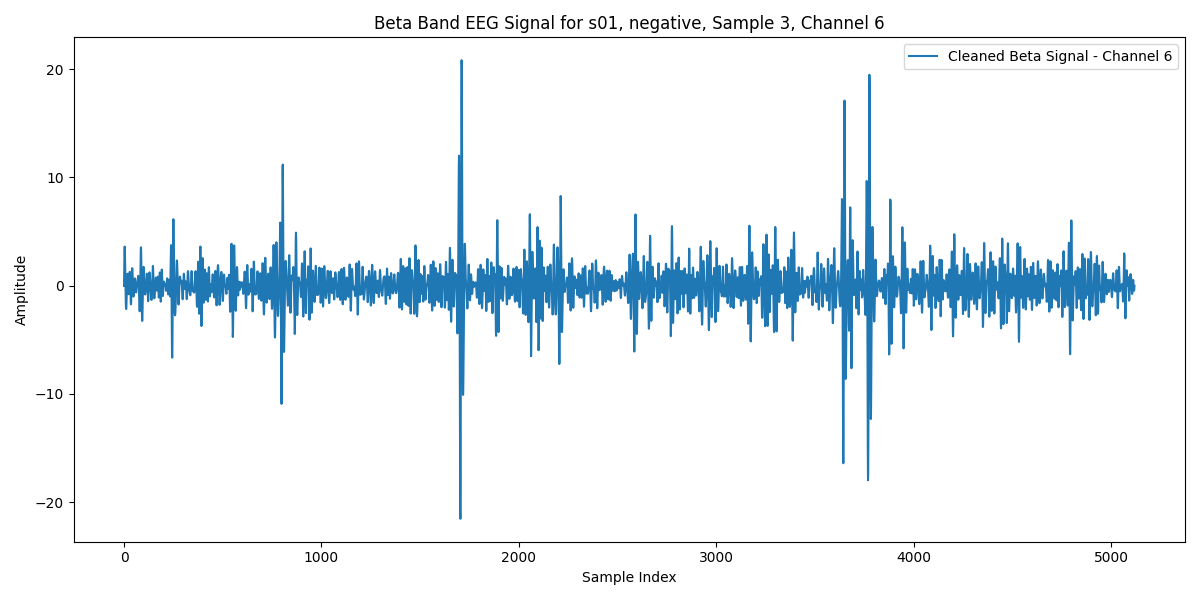 Beta Band EEG Signal for s01, negative, Sample 3, Channel 6
Cleaned Beta Signal - Channel 6
20
10
0
−10
−20
Amplitude
0 1000 2000 3000 4000 5000
Sample Index